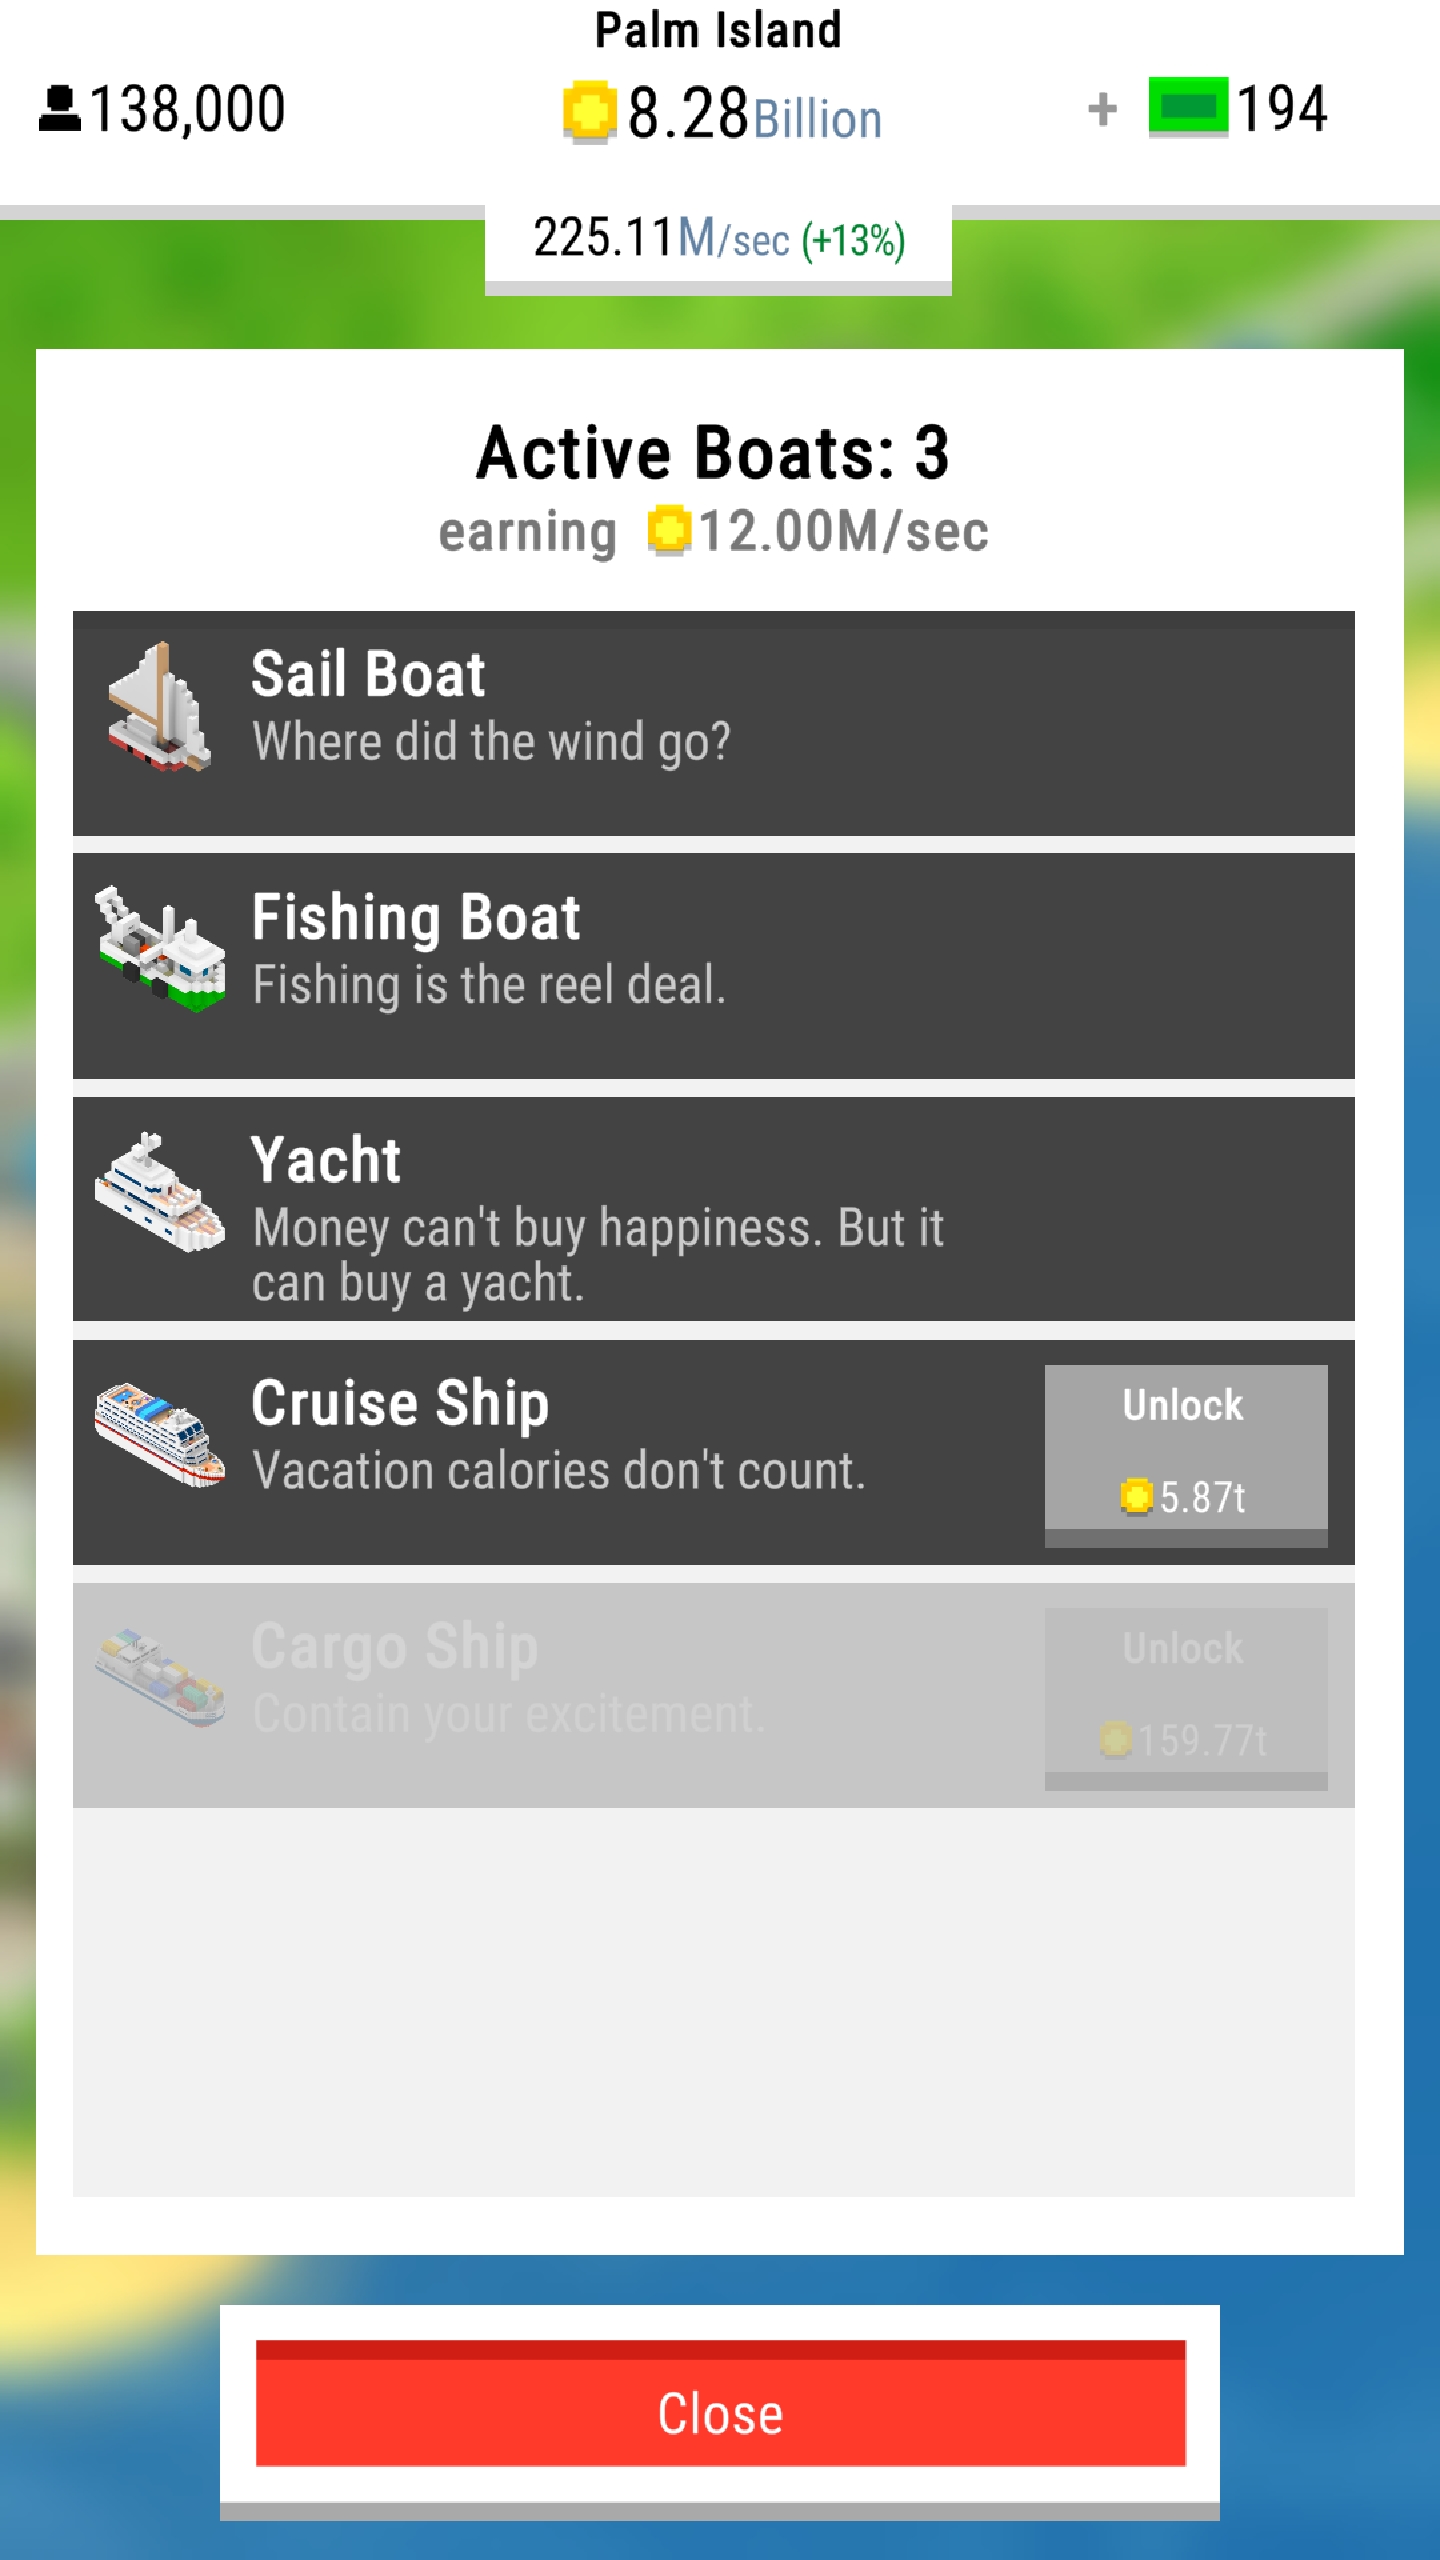 Palm Island
138,000
8.28Billion
+ 194
225.11M/sec (+13%)
Active Boats: 3
earning 12.00M/sec
Sail Boat
Where did the wind go?
Fishing Boat
Fishing is the reel deal.
Yacht
Money can't buy happiness. But it
can buy a yacht.
Cruise Ship
Vacation calories don't count.
Unlock
5.87t
Cargo Ship
Contain your excitement.
Unlock
159.77t
Close